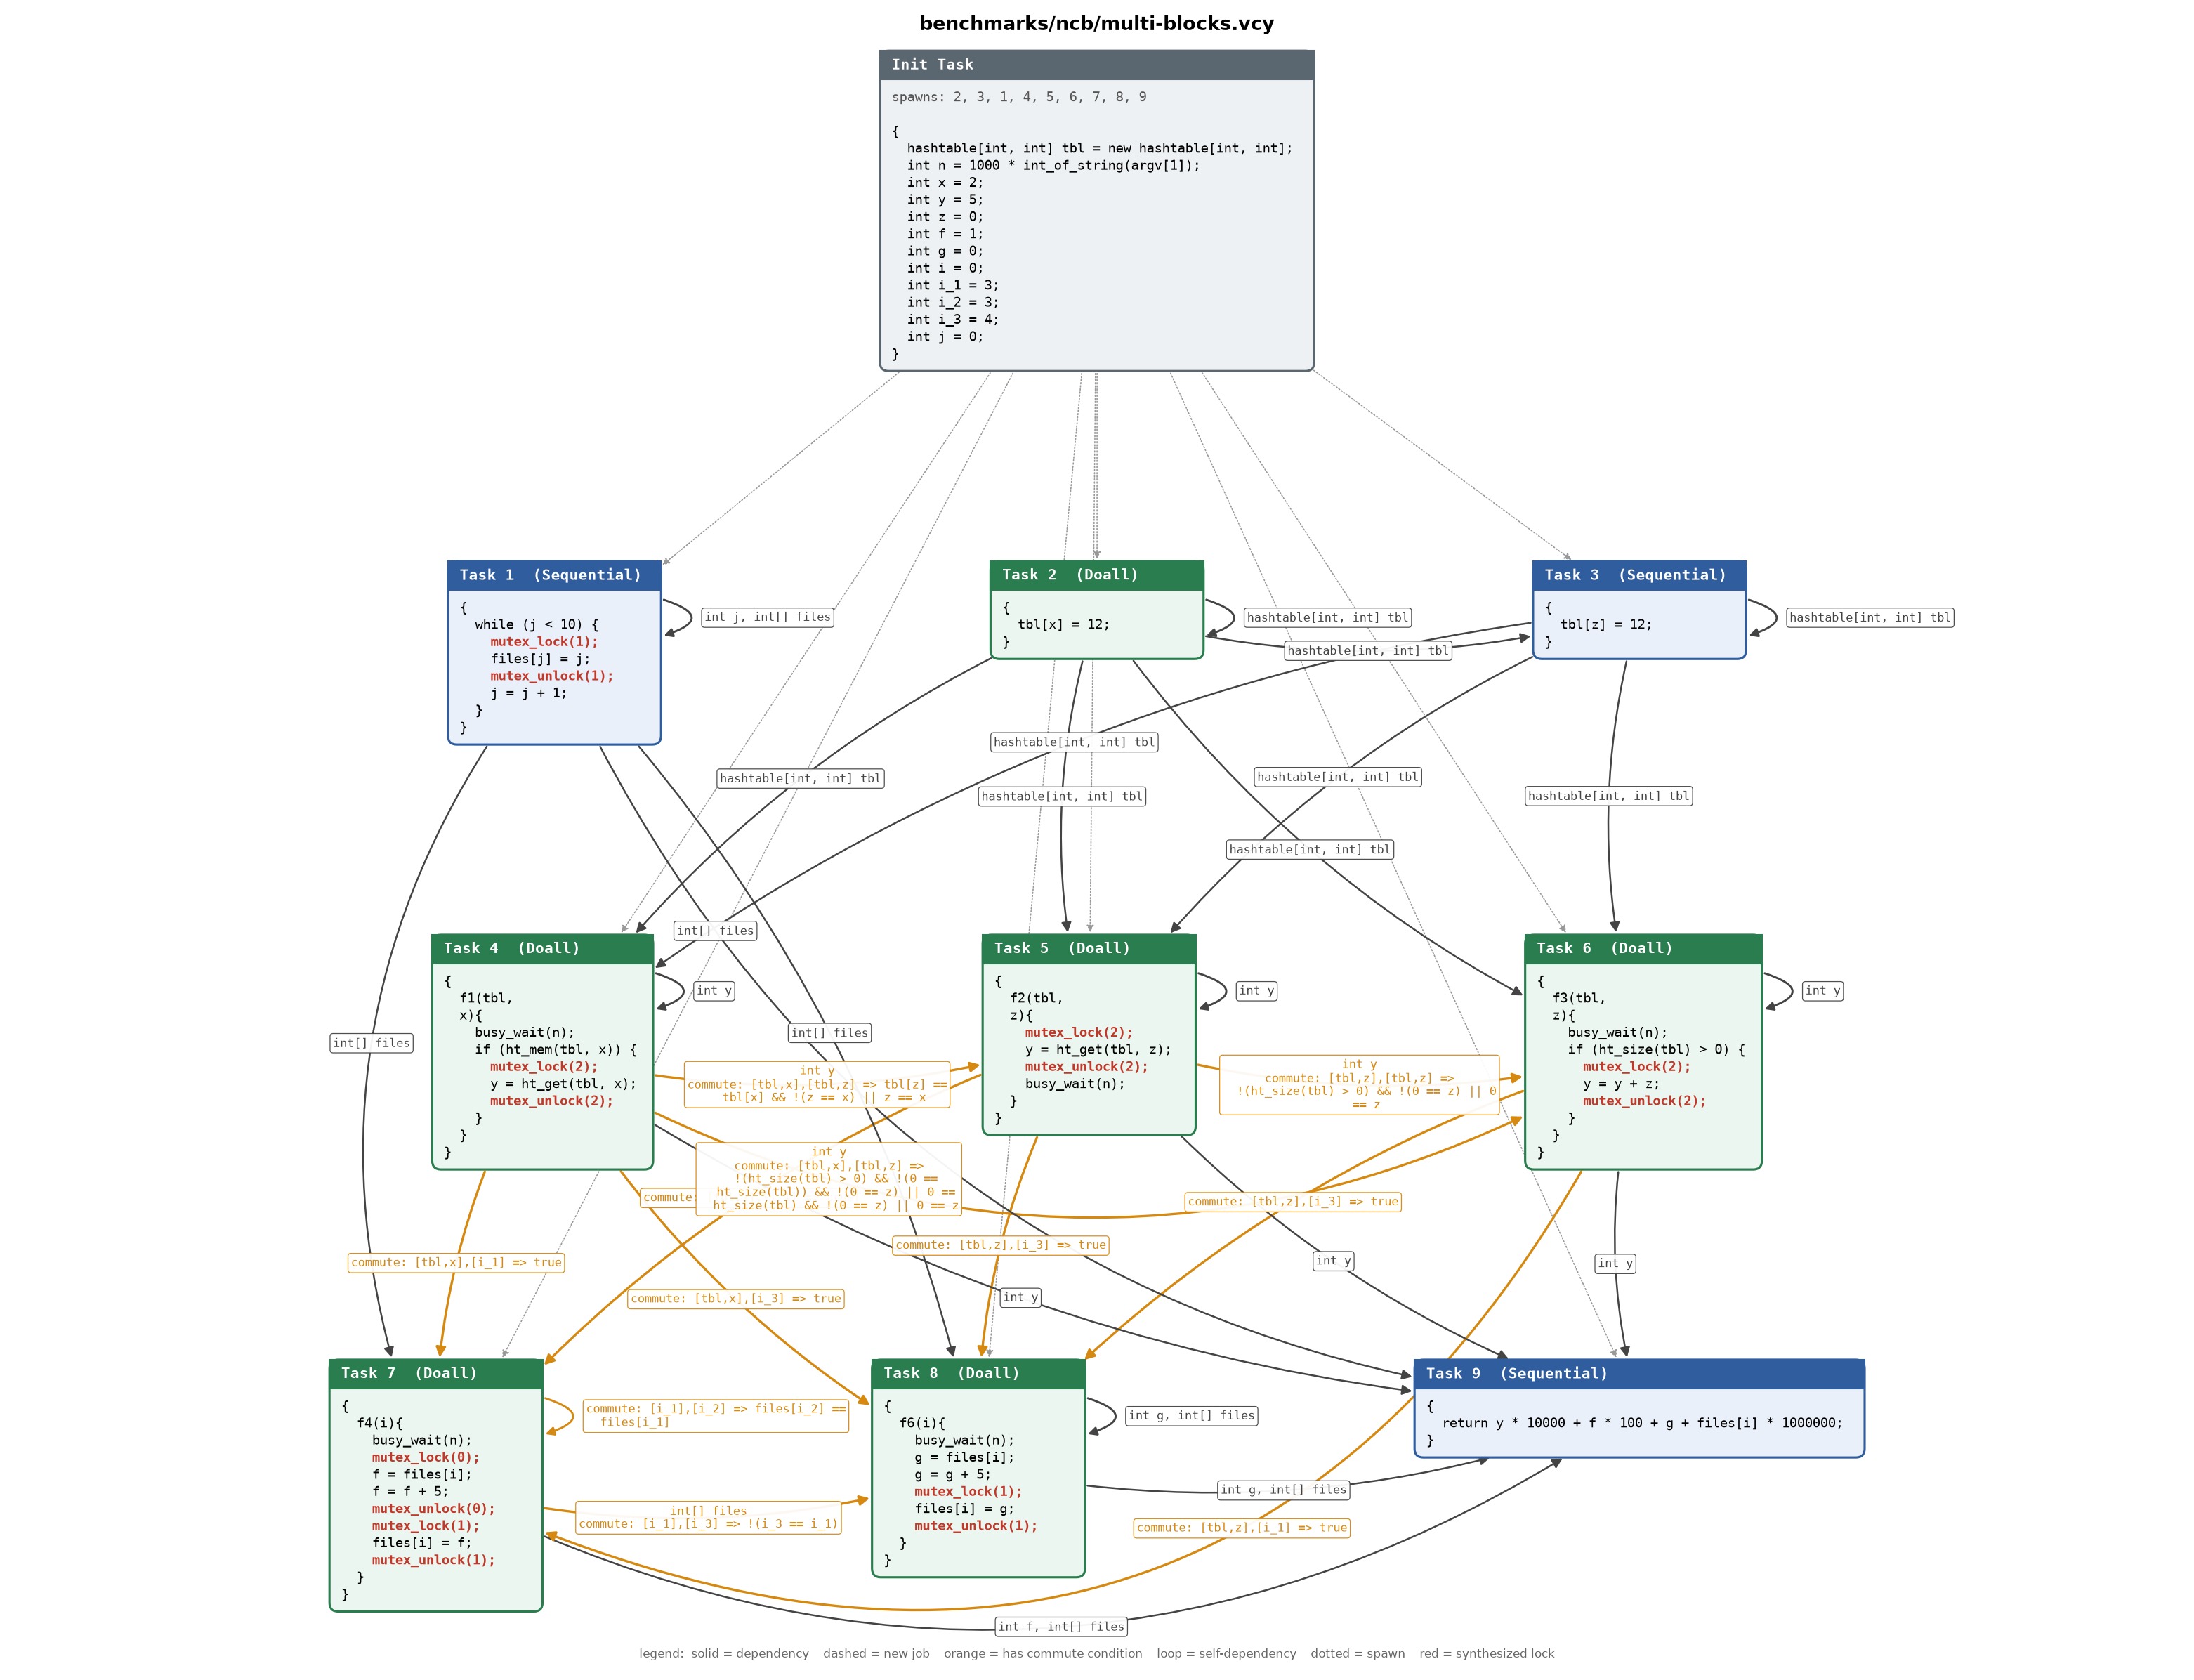 benchmarks/ncb/multi-blocks.vcy
Init Task
spawns: 2, 3, 1, 4, 5, 6, 7, 8, 9
{
hashtable[int, int] tbl = new hashtable[int, int];
int n = 1000 * int_of_string(argv[1]);
int x = 2;
int y = 5;
int z = 0;
int f = 1;
int g = 0;
int i = 0;
int i_1 = 3;
int i_2 = 3;
int i_3 = 4;
int j = 0;
}
Task 1 (Sequential)
{
while (j < 10) {
mutex_lock(1);
files[j] = j;
mutex_unlock(1);
j = j + 1;
}
}
int j, int[] files
Task 2 (Doall)
{
tbl[x] = 12;
}
hashtable[int, int] tbl
hashtable[int, int] tbl
Task 3 (Sequential)
{
tbl[z] = 12;
}
hashtable[int, int] tbl
hashtable[int, int] tbl
hashtable[int, int] tbl
hashtable[int, int] tbl
hashtable[int, int] tbl
hashtable[int, int] tbl
hashtable[int, int] tbl
int[] files
int[] files
int[] files
Task 4 (Doall)
{
f1(tbl,
x){
busy_wait(n);
if (ht_mem(tbl, x)) {
mutex_lock(2);
y = ht_get(tbl, x);
mutex_unlock(2);
}
}
}
int y
int y
commute: [tbl,x],[tbl,z] => tbl[z] ==
tbl[x] && !(z == x) || z == x
Task 5 (Doall)
{
f2(tbl,
z){
mutex_lock(2);
y = ht_get(tbl, z);
mutex_unlock(2);
busy_wait(n);
}
}
int y
int y
commute: [tbl,z],[tbl,z] =>
!(ht_size(tbl) > 0) && !(0 == z) || 0
== z
Task 6 (Doall)
{
f3(tbl,
z){
busy_wait(n);
if (ht_size(tbl) > 0) {
mutex_lock(2);
y = y + z;
mutex_unlock(2);
}
}
}
int y
commute:
int y
commute: [tbl,x],[tbl,z] =>
!(ht_size(tbl) > 0) && !(0 ==
ht_size(tbl)) && !(0 == z) || 0 ==
ht_size(tbl) && !(0 == z) || 0 == z
commute: [tbl,z],[i_3] => true
commute: [tbl,z],[i_3] => true
commute: [tbl,x],[i_1] => true
commute: [tbl,x],[i_3] => true
int y
int y
int y
Task 7 (Doall)
{
f4(i){
busy_wait(n);
mutex_lock(0);
f = files[i];
f = f + 5;
mutex_unlock(0);
mutex_lock(1);
files[i] = f;
mutex_unlock(1);
}
}
commute: [i_1],[i_2] => files[i_2] ==
files[i_1]
int[] files
commute: [i_1],[i_3] => !(i_3 == i_1)
Task 8 (Doall)
{
f6(i){
busy_wait(n);
g = files[i];
g = g + 5;
mutex_lock(1);
files[i] = g;
mutex_unlock(1);
}
}
int g, int[] files
Task 9 (Sequential)
{
return y * 10000 + f * 100 + g + files[i] * 1000000;
}
int g, int[] files
commute: [tbl,z],[i_1] => true
int f, int[] files
legend: solid = dependency dashed = new job orange = has commute condition loop = self-dependency dotted = spawn red = synthesized lock